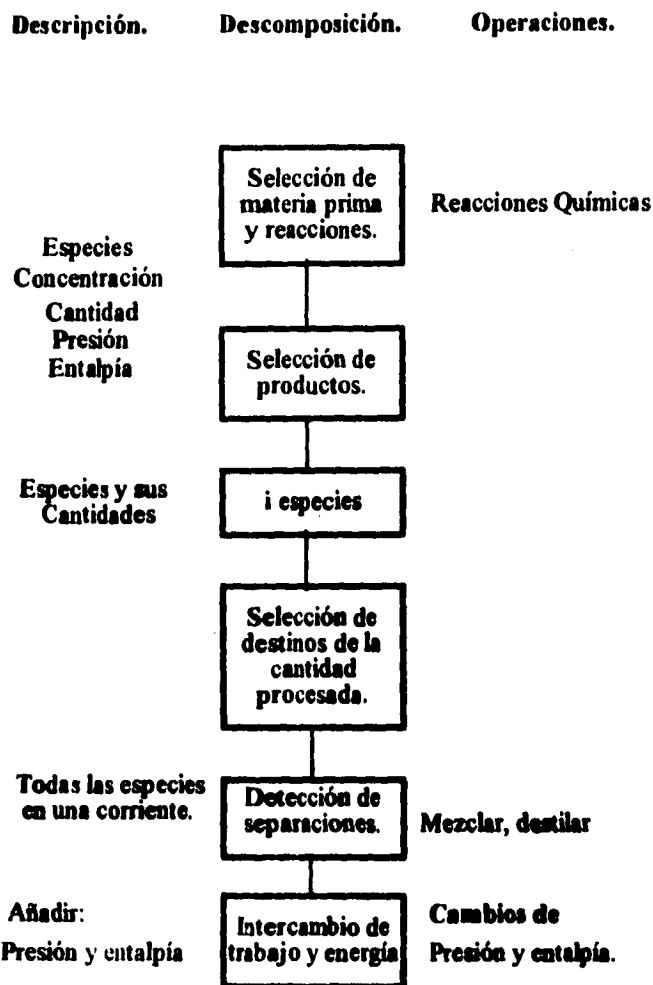 Descripción. Descomposición. Operaciones.
Selección de
materia prima
y reacciones.
Reacciones Químicas
Especies
Concentración
Cantidad
Presión
Entalpía
Selección de
productos.
Especies y sus
Cantidades
i especies
Selección de
destinos de la
cantidad
procesada.
Todas las especies
en una corriente.
Detección de
separaciones.
Mezclar, destilar
Añadir:
Presión y entalpía
Intercambio de
trabajo y energía
Cambios de
Presión y entalpía.